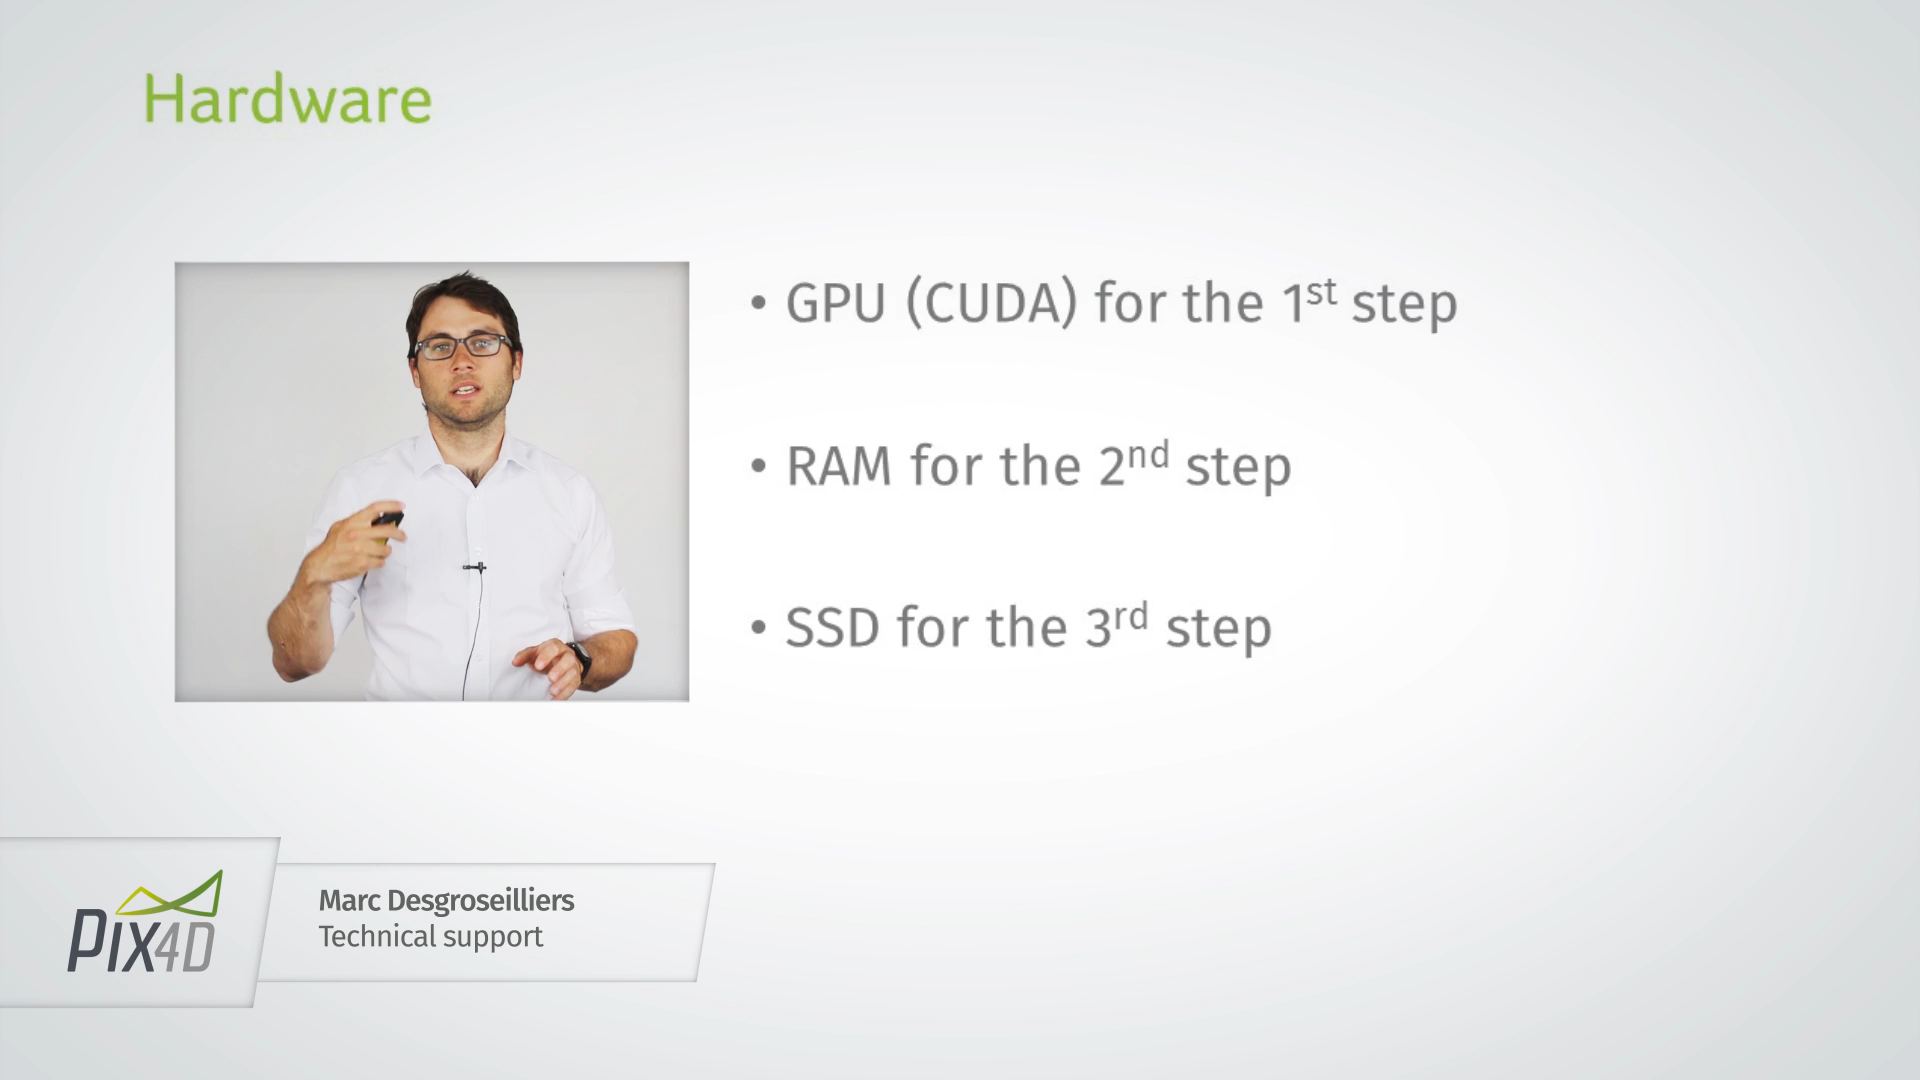 Hardware
• GPU (CUDA) for the 1st step
• RAM for the 2nd step
• SSD for the 3rd step
PIX4D
Marc Desgroseilliers
Technical support